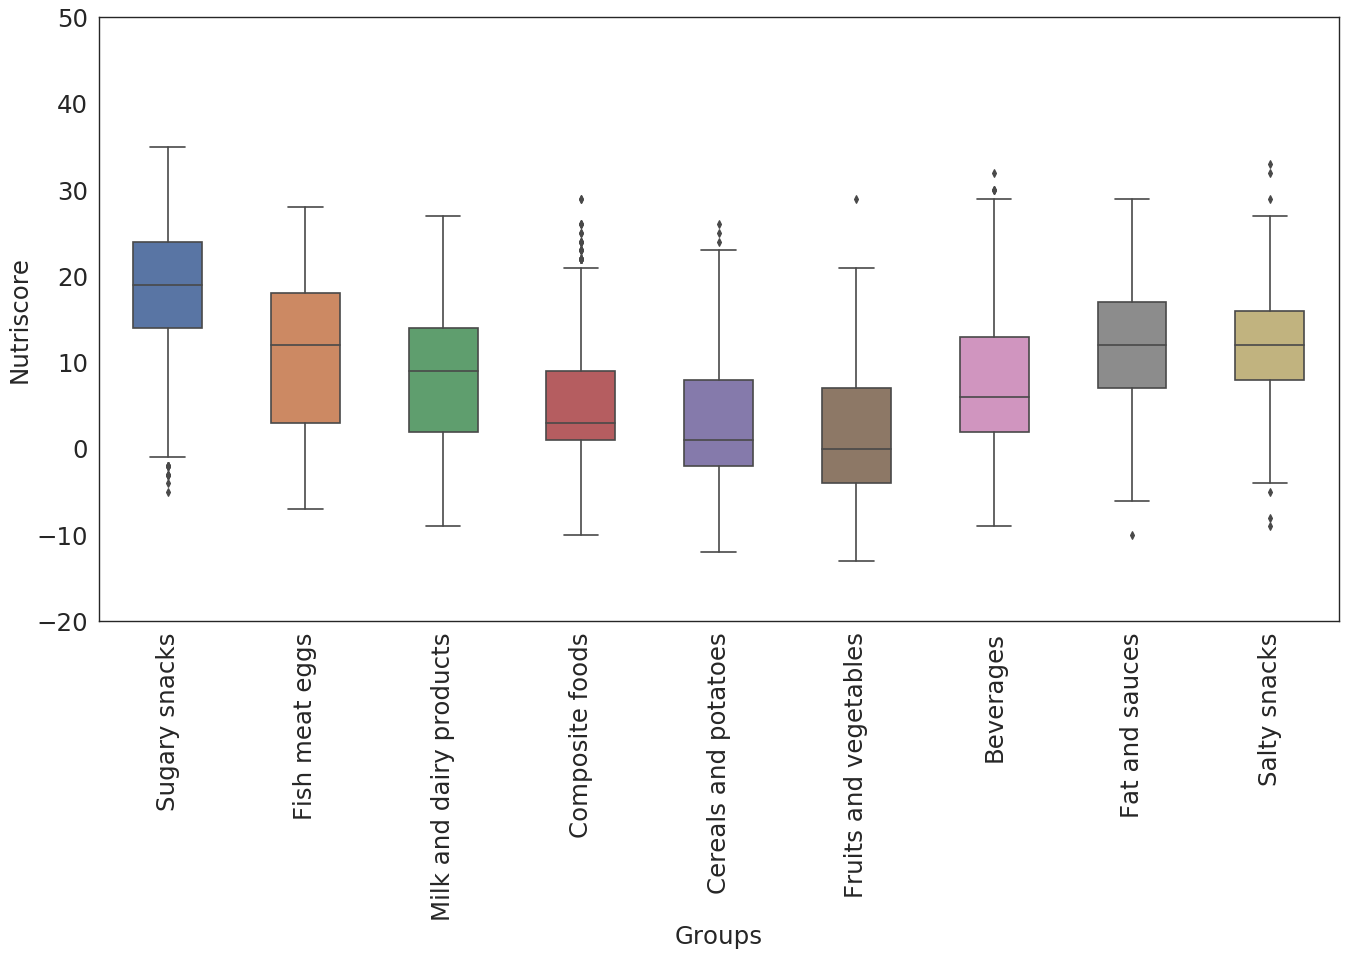 50
40
30
20
10
0
−10
−20
Nutriscore
Sugary snacks
Fish meat eggs
Milk and dairy products
Composite foods
Cereals and potatoes
Fruits and vegetables
Beverages
Fat and sauces
Salty snacks
Groups